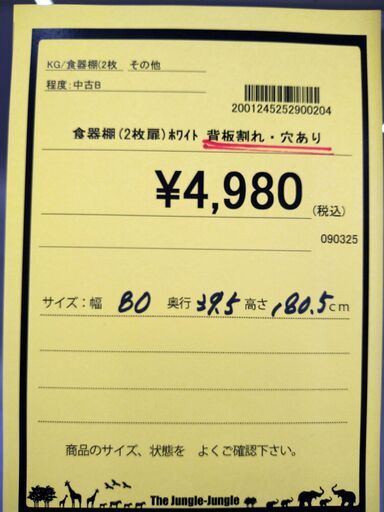 KG/食器棚(2枚 その他
程度:中古B
2001245252900204
食器棚(2枚扉)ﾎﾜｲﾄ 背板割れ・穴あり
¥4,980(税込)
090325
サイズ:幅 80 奥行 39.5 高さ 180.5cm
商品のサイズ、状態を よくご確認下さい。
The Jungle-Jungle